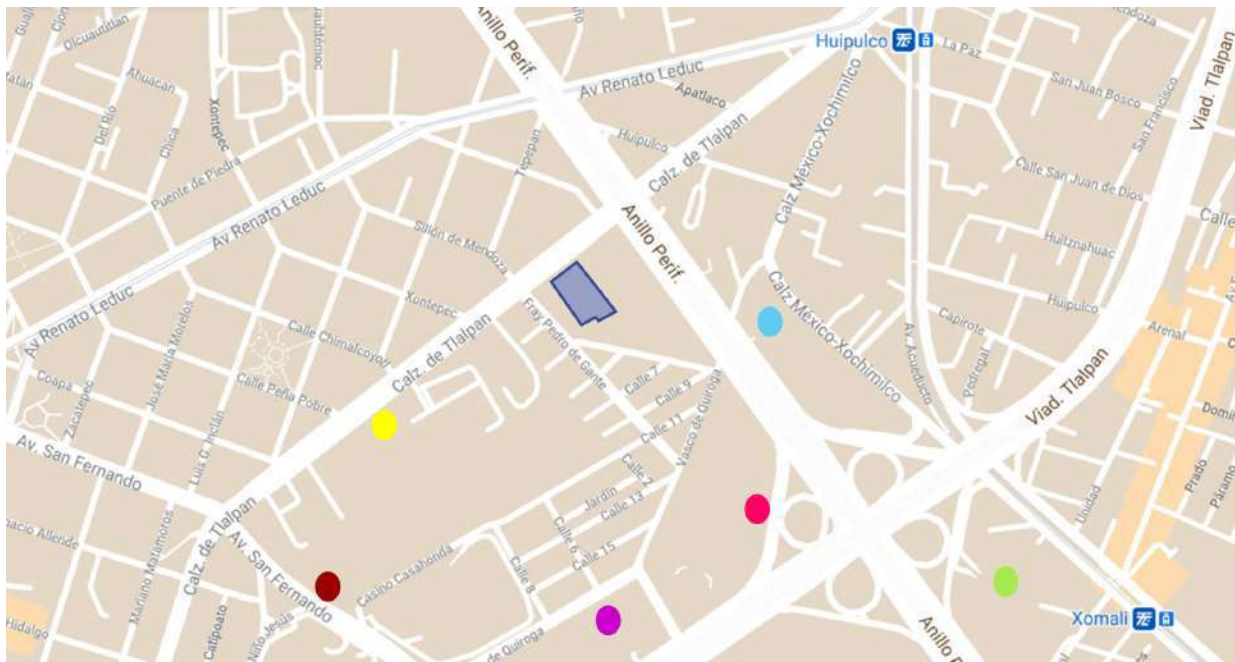 Olcuautitlan
Ahuacan
Del Río
Chica
Xontepec
Puente de Piedra
Anillo Perif.
Av Renato Leduc
Apatlaco
Huipulco
Calz. de Tlalpan
Tepepan
Huipulco
La Paz
San Juan Bosco
San Francisco
Viad. Tlalpan
Calle San Juan de Dios
Calle
Calz México-Xochimilco
Av Renato Leduc
Sillón de Mendoza
Anillo Perif.
Huitznahuac
Huipulco
Arenal
Av Renato Leduc
José María Morelos
Calle Chimalcoyotl
Xontepec
Calz. de Tlalpan
Fray Pedro de Gante
Calz México-Xochimilco
Capirote
Pedregal
Av. Acueducto
Viad. Tlalpan
Coapa
Zacatepec
Calle Peña Pobre
Luis G. Inclán
Calle 7
Calle 9
Calle 11
Vasco de Quiroga
Av. San Fernando
Calle 2
Jardín
Calle 13
Calle 15
Calle 6
Calle 8
Unidad
Prado
Páramo
Mariano Matamoros
Calz. de Tlalpan
Av. San Fernando
Casino Casahonda
Niño Jesús
Catipoato
Hidalgo
de Quiroga
Xomali